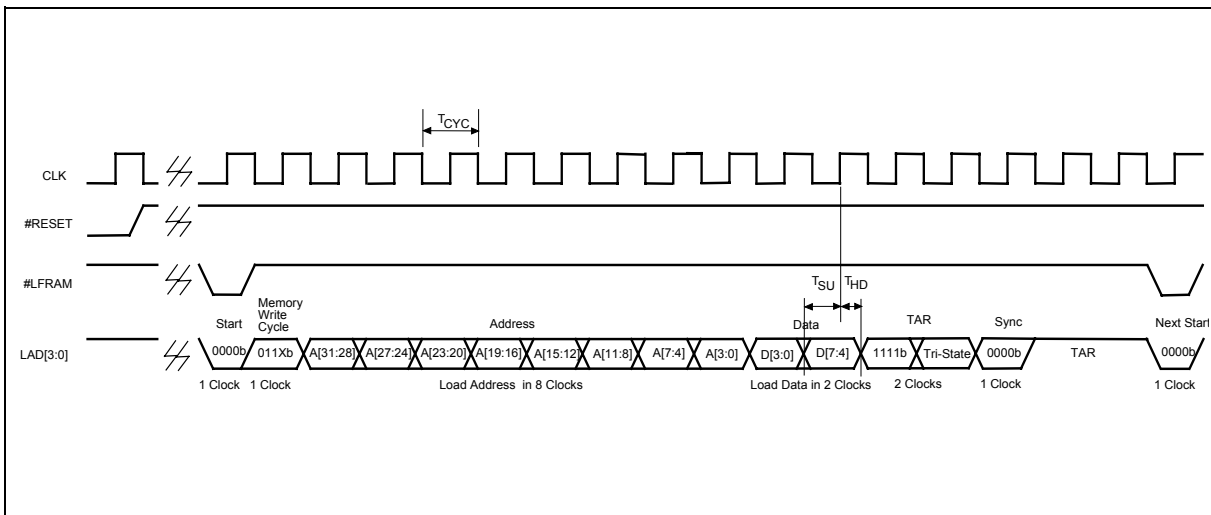 TCYC
CLK
#RESET
#LFRAM
TSU THD
Memory
Write
Cycle
Start Address Data TAR Sync Next Start
LAD[3:0] 0000b 011Xb A[31:28] A[27:24] A[23:20] A[19:16] A[15:12] A[11:8] A[7:4] A[3:0] D[3:0] D[7:4] 1111b Tri-State 0000b TAR 0000b
1 Clock 1 Clock Load Address in 8 Clocks Load Data in 2 Clocks 2 Clocks 1 Clock 1 Clock